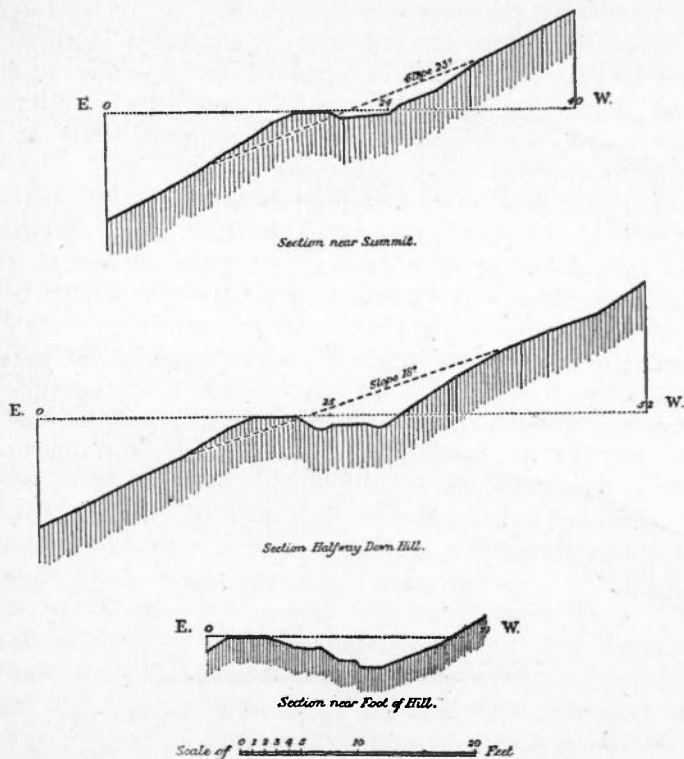 Slope
E. 0 24 40 W.
Section near Summit.
Slope 18°
E. 0 25 52 W.
Section Halfway Down Hill.
E. 0 W.
Section near Foot of Hill.
Scale of 0 1 2 3 4 5 10 20 Feet